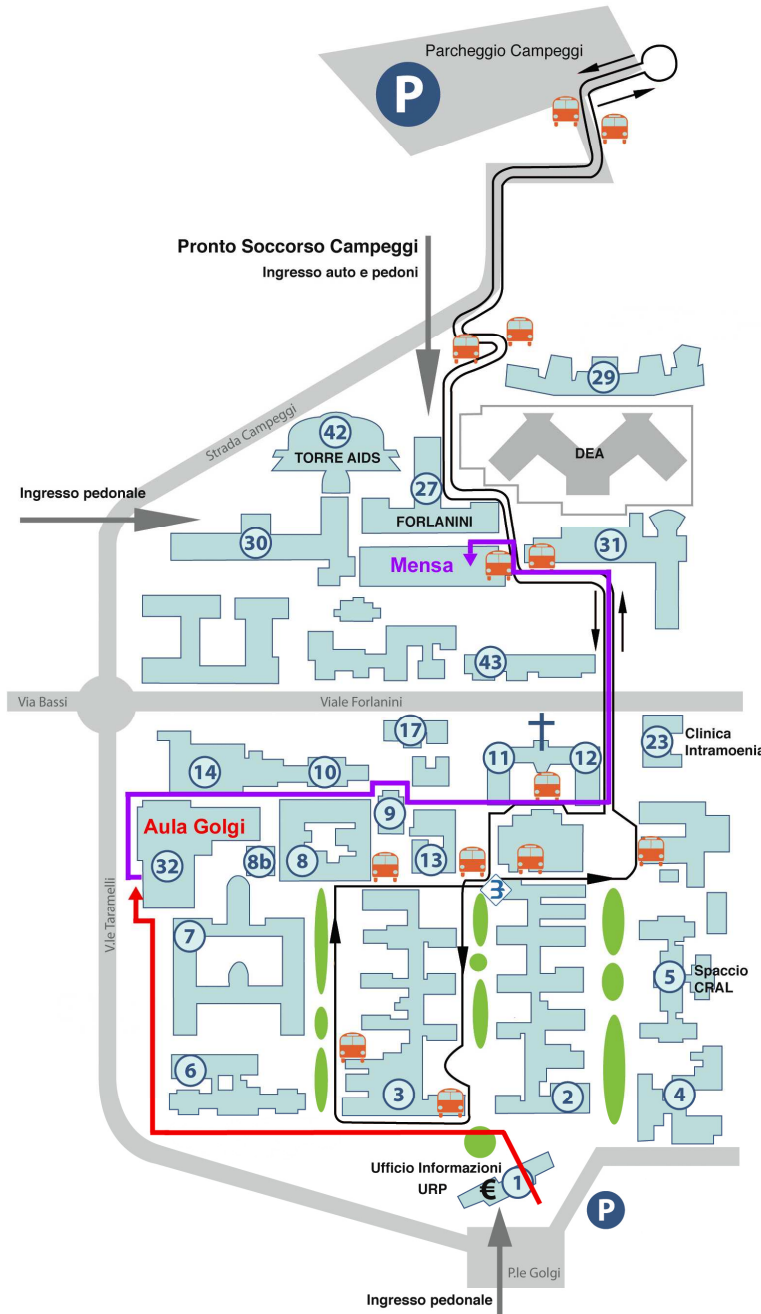 Parcheggio Campeggi
P
Pronto Soccorso Campeggi
Ingresso auto e pedoni
29
Strada Campeggi
42
TORRE AIDS
DEA
27
Ingresso pedonale
FORLANINI
30
31
Mensa
43
Via Bassi
Viale Forlanini
17
23
Clinica
Intramoenia
14
10
11
12
9
Aula Golgi
13
32
8b
8
V.le Taramelli
7
5
Spaccio
CRAL
6
3
2
4
Ufficio Informazioni
URP
€
1
P
P.le Golgi
Ingresso pedonale